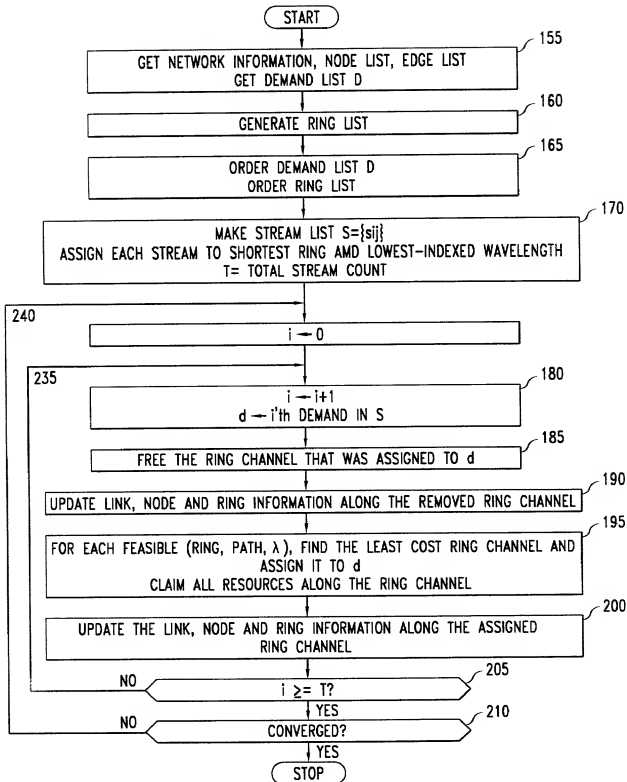 START
155
GET NETWORK INFORMATION, NODE LIST, EDGE LIST
GET DEMAND LIST D
160
GENERATE RING LIST
165
ORDER DEMAND LIST D
ORDER RING LIST
170
MAKE STREAM LIST S={sij}
ASSIGN EACH STREAM TO SHORTEST RING AMD LOWEST-INDEXED WAVELENGTH
T= TOTAL STREAM COUNT
240
i ← 0
235
180
i ← i+1
d ← i'th DEMAND IN S
185
FREE THE RING CHANNEL THAT WAS ASSIGNED TO d
190
UPDATE LINK, NODE AND RING INFORMATION ALONG THE REMOVED RING CHANNEL
195
FOR EACH FEASIBLE (RING, PATH, λ), FIND THE LEAST COST RING CHANNEL AND
ASSIGN IT TO d
CLAIM ALL RESOURCES ALONG THE RING CHANNEL
200
UPDATE THE LINK, NODE AND RING INFORMATION ALONG THE ASSIGNED
RING CHANNEL
205
NO
i >= T?
YES
210
NO
CONVERGED?
YES
STOP